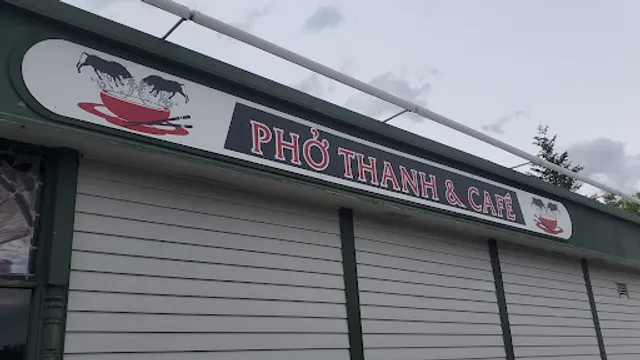 PHỞ THANH & CAFÉ